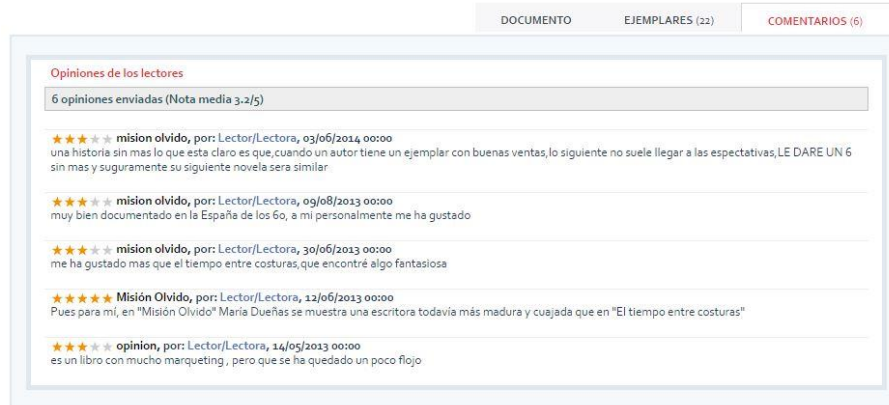 DOCUMENTO EJEMPLARES (22) COMENTARIOS (6)
Opiniones de los lectores
6 opiniones enviadas (Nota media 3.2/5)
mision olvido, por: Lector/Lectora, 03/06/2014 00:00
una historia sin mas lo que esta claro es que,cuando un autor tiene un ejemplar con buenas ventas,lo siguiente no suele llegar a las espectativas,LE DARE UN 6
sin mas y suguramente su siguiente novela sera similar
mision olvido, por: Lector/Lectora, 09/08/2013 00:00
muy bien documentado en la España de los 60, a mi personalmente me ha gustado
mision olvido, por: Lector/Lectora, 30/06/2013 00:00
me ha gustado mas que el tiempo entre costuras,que encontré algo fantasiosa
Misión Olvido, por: Lector/Lectora, 12/06/2013 00:00
Pues para mí, en "Misión Olvido" María Dueñas se muestra una escritora todavía más madura y cuajada que en "El tiempo entre costuras"
opinion, por: Lector/Lectora, 14/05/2013 00:00
es un libro con mucho marqueting , pero que se ha quedado un poco flojo